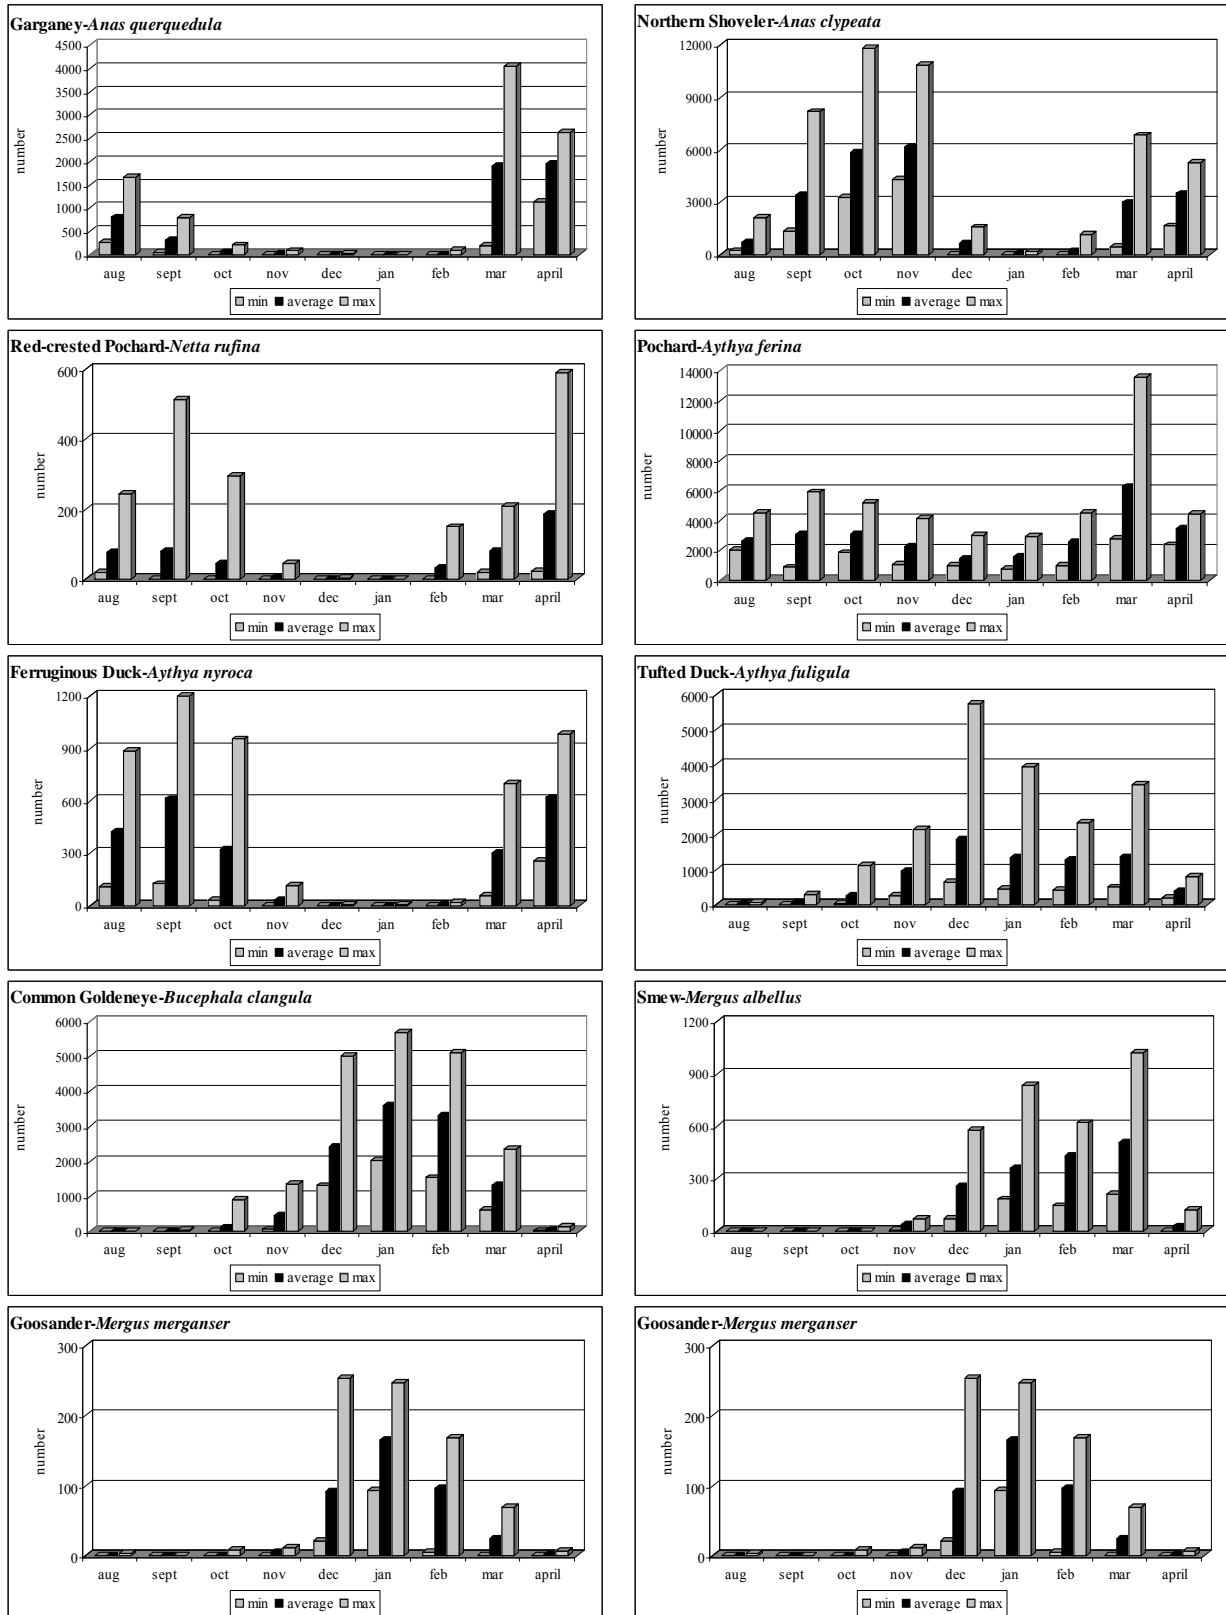 Garganey-Anas querquedula
4500
4000
3500
3000
2500
2000
1500
1000
500
0
number
aug sept oct nov dec jan feb mar april
min average max
Northern Shoveler-Anas clypeata
12000
9000
6000
3000
0
number
aug sept oct nov dec jan feb mar april
min average max
Red-crested Pochard-Netta rufina
600
400
200
0
number
aug sept oct nov dec jan feb mar april
min average max
Pochard-Aythya ferina
14000
12000
10000
8000
6000
4000
2000
0
number
aug sept oct nov dec jan feb mar april
min average max
Ferruginous Duck-Aythya nyroca
1200
900
600
300
0
number
aug sept oct nov dec jan feb mar april
min average max
Tufted Duck-Aythya fuligula
6000
5000
4000
3000
2000
1000
0
number
aug sept oct nov dec jan feb mar april
min average max
Common Goldeneye-Bucephala clangula
6000
5000
4000
3000
2000
1000
0
number
aug sept oct nov dec jan feb mar april
min average max
Smew-Mergus albellus
1200
900
600
300
0
number
aug sept oct nov dec jan feb mar april
min average max
Goosander-Mergus merganser
300
200
100
0
number
aug sept oct nov dec jan feb mar april
min average max
Goosander-Mergus merganser
300
200
100
0
number
aug sept oct nov dec jan feb mar april
min average max